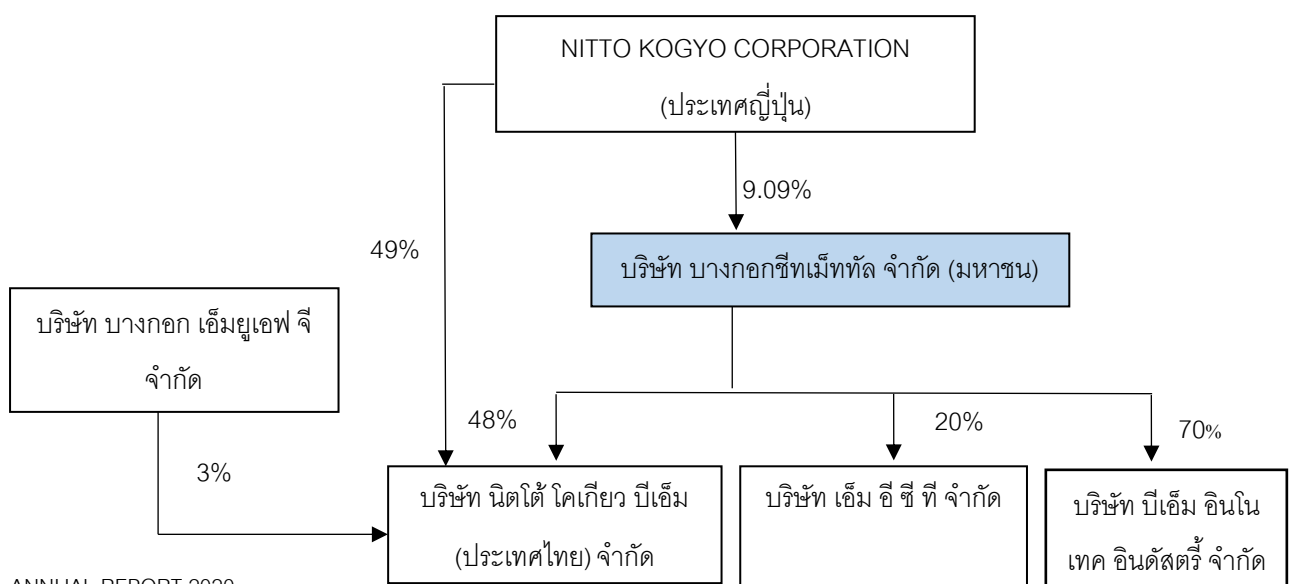 NITTO KOGYO CORPORATION
(ประเทศญี่ปุ่น)
9.09%
49%
บริษัท บางกอกชีทเม็ททัล จำกัด (มหาชน)
บริษัท บางกอก เอ็มยูเอฟ จี
จำกัด
48%
20%
70%
3%
บริษัท นิตโต้ โคเกียว บีเอ็ม
(ประเทศไทย) จำกัด
บริษัท เอ็ม อี ซี ที จำกัด
บริษัท บีเอ็ม อินโน
เทค อินดัสตรี้ จำกัด
ANNUAL REPORT 2020